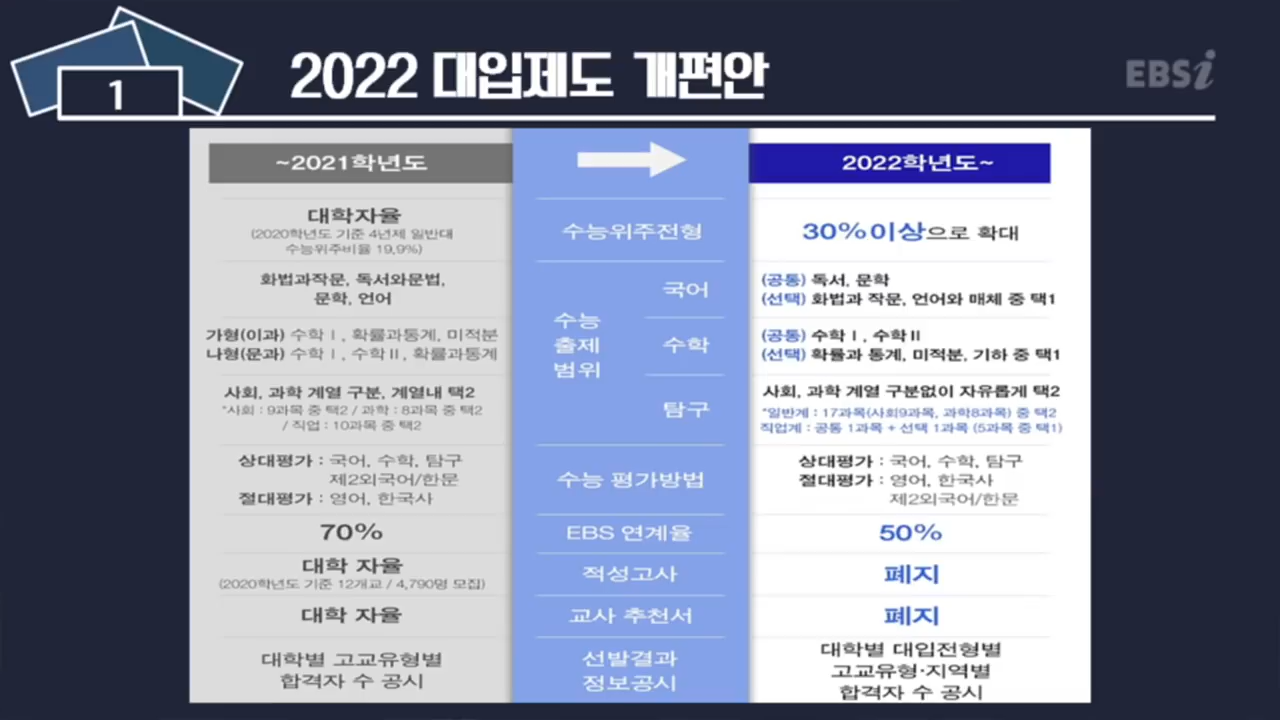 1
2022 대입제도 개편안
EBSi
~2021학년도
2022학년도~
대학자율
(2020학년도 기준 4년제 일반대
수능위주비율 19,9%)
수능위주전형
30%이상으로 확대
화법과작문, 독서와문법,
문학, 언어
국어
(공통) 독서, 문학
(선택) 화법과 작문, 언어와 매체 중 택1
수능
출제
범위
가형(이과) 수학Ⅰ, 확률과통계, 미적분
나형(문과) 수학Ⅰ, 수학Ⅱ, 확률과통계
수학
(공통) 수학Ⅰ, 수학Ⅱ
(선택) 확률과 통계, 미적분, 기하 중 택1
사회, 과학 계열 구분, 계열내 택2
*사회 : 9과목 중 택2 / 과학 : 8과목 중 택2
/ 직업 : 10과목 중 택2
탐구
사회, 과학 계열 구분없이 자유롭게 택2
*일반계 : 17과목(사회9과목, 과학8과목) 중 택2
직업계 : 공통 1과목 + 선택 1과목 (5과목 중 택1)
상대평가 : 국어, 수학, 탐구
제2외국어/한문
절대평가 : 영어, 한국사
수능 평가방법
상대평가 : 국어, 수학, 탐구
절대평가 : 영어, 한국사
제2외국어/한문
70%
EBS 연계율
50%
대학 자율
(2020학년도 기준 12개교 / 4,790명 모집)
적성고사
폐지
대학 자율
교사 추천서
폐지
대학별 고교유형별
합격자 수 공시
선발결과
정보공시
대학별 대입전형별
고교유형·지역별
합격자 수 공시